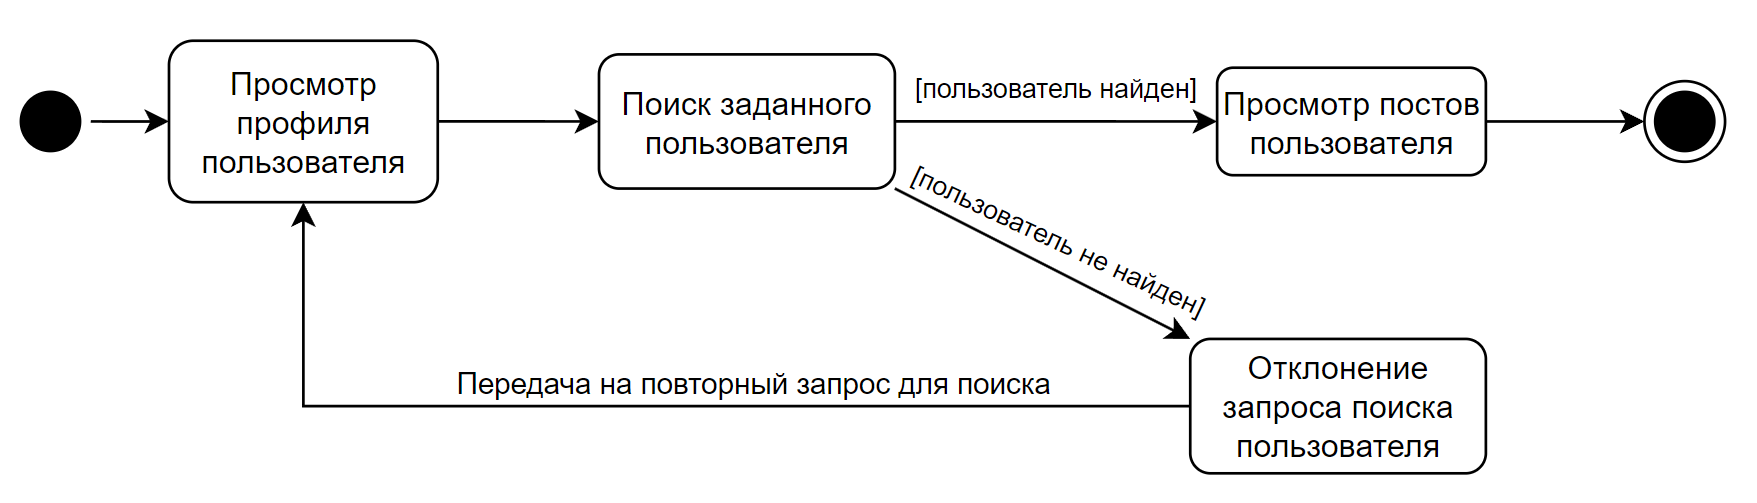 Просмотр
профиля
пользователя
Поиск заданного
пользователя
[пользователь найден]
Просмотр постов
пользователя
[пользователь не найден]
Передача на повторный запрос для поиска
Отклонение
запроса поиска
пользователя